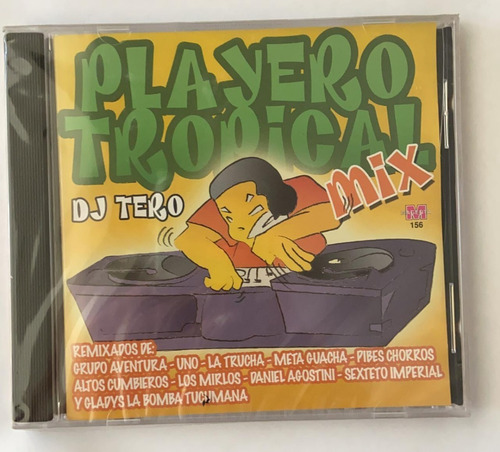 PLAYERO
TROPiCAL
mix
DJ TERO
156
REMIXADOS DE:
GRUPO AVENTURA - UNO - LA TRUCHA - META GUACHA - PIBES CHORROS
ALTOS CUMBIEROS - LOS MIRLOS - DANIEL AGOSTINI - SEXTETO IMPERIAL
Y GLADYS LA BOMBA TUCUMANA